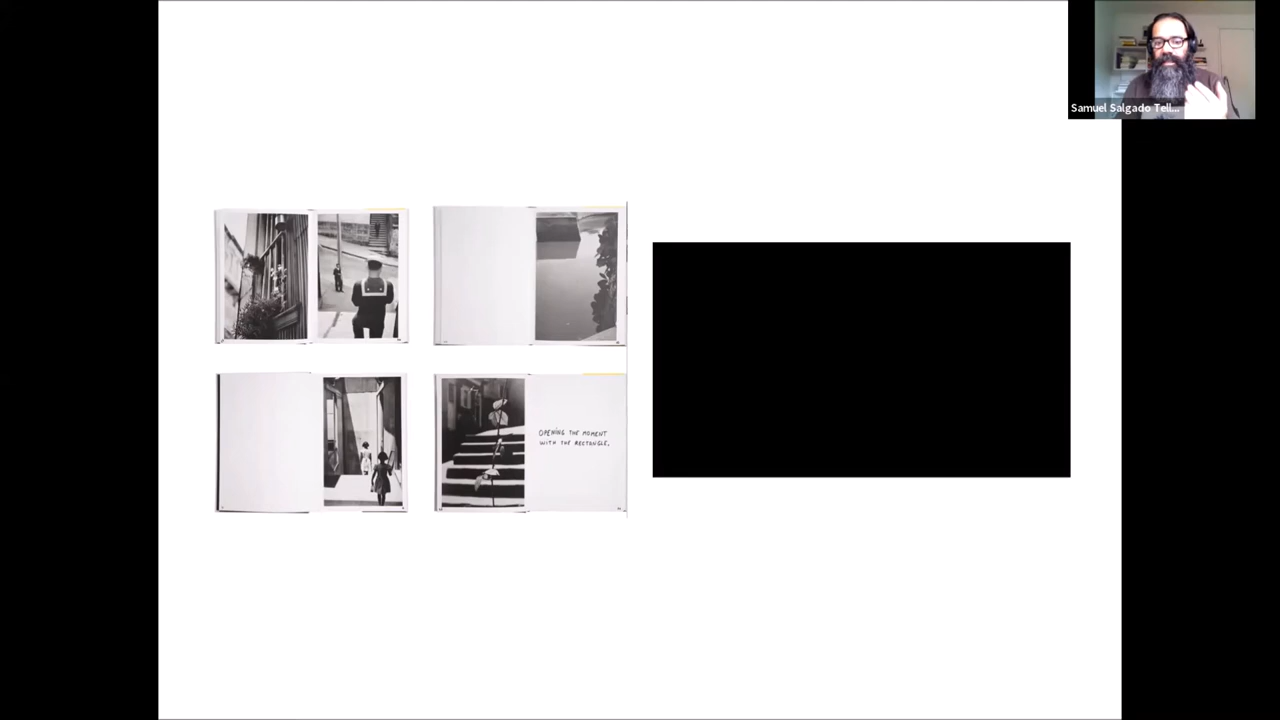 Samuel Salgado Tell...
OPENING THE MOMENT
WITH THE RECTANGLE.